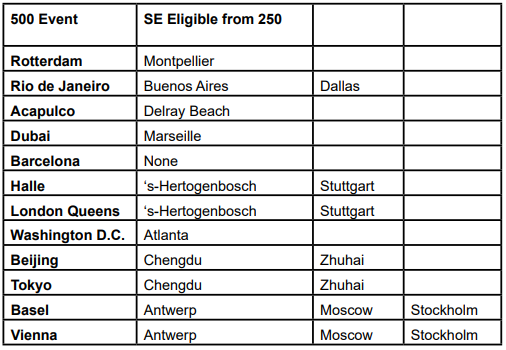 500 Event SE Eligible from 250
Rotterdam Montpellier
Rio de Janeiro Buenos Aires Dallas
Acapulco Delray Beach
Dubai Marseille
Barcelona None
Halle ‘s-Hertogenbosch Stuttgart
London Queens ‘s-Hertogenbosch Stuttgart
Washington D.C. Atlanta
Beijing Chengdu Zhuhai
Tokyo Chengdu Zhuhai
Basel Antwerp Moscow Stockholm
Vienna Antwerp Moscow Stockholm